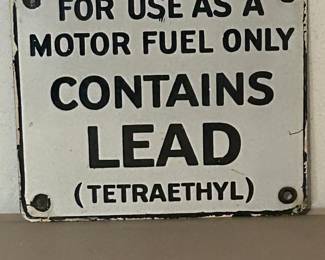 FOR USE AS A
MOTOR FUEL ONLY
CONTAINS
LEAD
(TETRAETHYL)